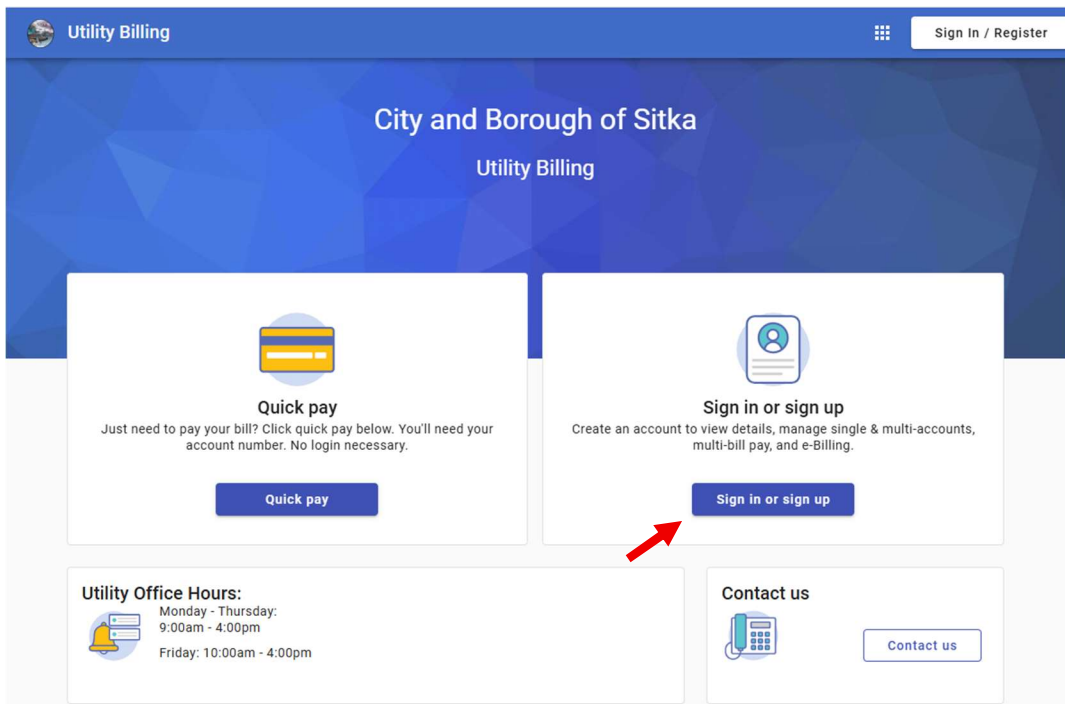 Utility Billing
Sign In / Register
City and Borough of Sitka
Utility Billing
Quick pay
Just need to pay your bill? Click quick pay below. You'll need your
account number. No login necessary.
Quick pay
Sign in or sign up
Create an account to view details, manage single & multi-accounts,
multi-bill pay, and e-Billing.
Sign in or sign up
Utility Office Hours:
Monday - Thursday:
9:00am - 4:00pm
Friday: 10:00am - 4:00pm
Contact us
Contact us